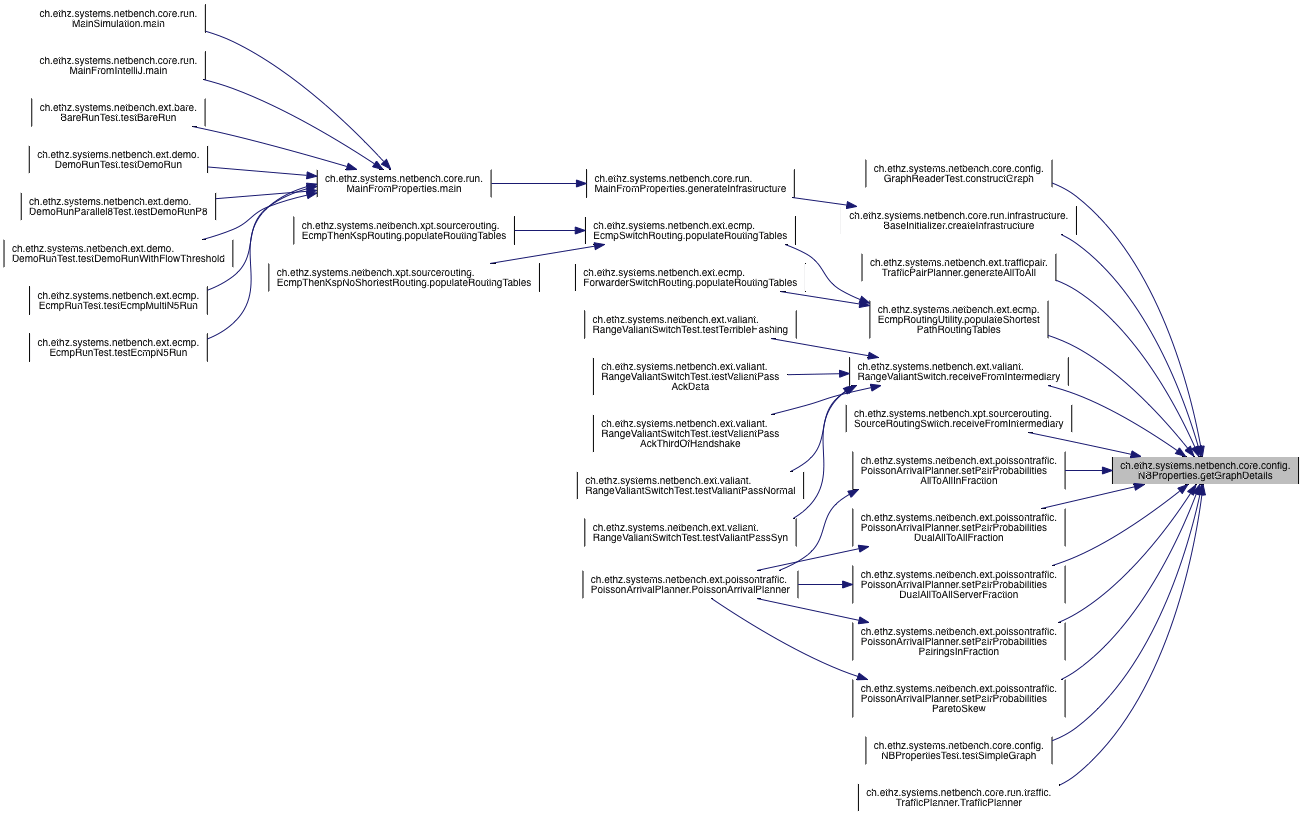 ch.ethz.systems.netbench.core.run.
MainSimulation.main
ch.ethz.systems.netbench.core.run.
MainFromIntelliJ.main
ch.ethz.systems.netbench.ext.bare.
BareRunTest.testBareRun
ch.ethz.systems.netbench.ext.demo.
DemoRunTest.testDemoRun
ch.ethz.systems.netbench.ext.demo.
DemoRunParallel8Test.testDemoRunP8
ch.ethz.systems.netbench.ext.demo.
DemoRunTest.testDemoRunWithFlowThreshold
ch.ethz.systems.netbench.ext.ecmp.
EcmpRunTest.testEcmpMultiN5Run
ch.ethz.systems.netbench.ext.ecmp.
EcmpRunTest.testEcmpN5Run
ch.ethz.systems.netbench.core.run.
MainFromProperties.main
ch.ethz.systems.netbench.xpt.sourcerouting.
EcmpThenKspRouting.populateRoutingTables
ch.ethz.systems.netbench.xpt.sourcerouting.
EcmpThenKspNoShortestRouting.populateRoutingTables
ch.ethz.systems.netbench.core.run.
MainFromProperties.generateInfrastructure
ch.ethz.systems.netbench.ext.ecmp.
EcmpSwitchRouting.populateRoutingTables
ch.ethz.systems.netbench.ext.ecmp.
ForwarderSwitchRouting.populateRoutingTables
ch.ethz.systems.netbench.ext.valiant.
RangeValiantSwitchTest.testTerribleHashing
ch.ethz.systems.netbench.ext.valiant.
RangeValiantSwitchTest.testValiantPass
AckData
ch.ethz.systems.netbench.ext.valiant.
RangeValiantSwitchTest.testValiantPass
AckThirdOfHandshake
ch.ethz.systems.netbench.ext.valiant.
RangeValiantSwitchTest.testValiantPassNormal
ch.ethz.systems.netbench.ext.valiant.
RangeValiantSwitchTest.testValiantPassSyn
ch.ethz.systems.netbench.ext.poissontraffic.
PoissonArrivalPlanner.PoissonArrivalPlanner
ch.ethz.systems.netbench.core.config.
GraphReaderTest.constructGraph
ch.ethz.systems.netbench.core.run.infrastructure.
BaseInitializer.createInfrastructure
ch.ethz.systems.netbench.ext.trafficpair.
TrafficPairPlanner.generateAllToAll
ch.ethz.systems.netbench.ext.ecmp.
EcmpRoutingUtility.populateShortest
PathRoutingTables
ch.ethz.systems.netbench.ext.valiant.
RangeValiantSwitch.receiveFromIntermediary
ch.ethz.systems.netbench.xpt.sourcerouting.
SourceRoutingSwitch.receiveFromIntermediary
ch.ethz.systems.netbench.ext.poissontraffic.
PoissonArrivalPlanner.setPairProbabilities
AllToAllInFraction
ch.ethz.systems.netbench.ext.poissontraffic.
PoissonArrivalPlanner.setPairProbabilities
DualAllToAllFraction
ch.ethz.systems.netbench.ext.poissontraffic.
PoissonArrivalPlanner.setPairProbabilities
DualAllToAllServerFraction
ch.ethz.systems.netbench.ext.poissontraffic.
PoissonArrivalPlanner.setPairProbabilities
PairingsInFraction
ch.ethz.systems.netbench.ext.poissontraffic.
PoissonArrivalPlanner.setPairProbabilities
ParetoSkew
ch.ethz.systems.netbench.core.config.
NBPropertiesTest.testSimpleGraph
ch.ethz.systems.netbench.core.run.traffic.
TrafficPlanner.TrafficPlanner
ch.ethz.systems.netbench.core.config.
NBProperties.getGraphDetails